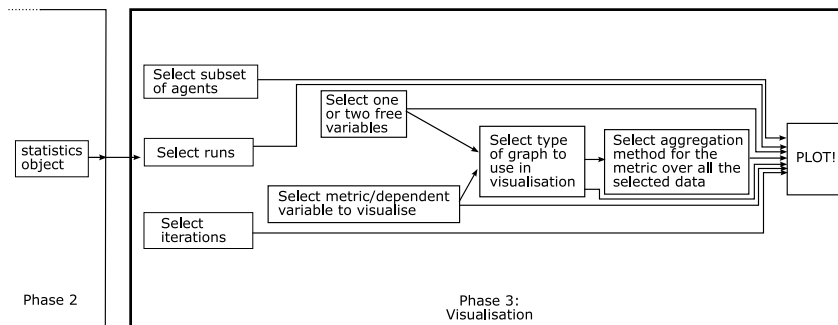 statistics
object
Phase 2
Select subset
of agents
Select runs
Select
iterations
Select one
or two free
variables
Select metric/dependent
variable to visualise
Select type
of graph to
use in
visualisation
Select aggregation
method for the
metric over all the
selected data
PLOT!
Phase 3:
Visualisation